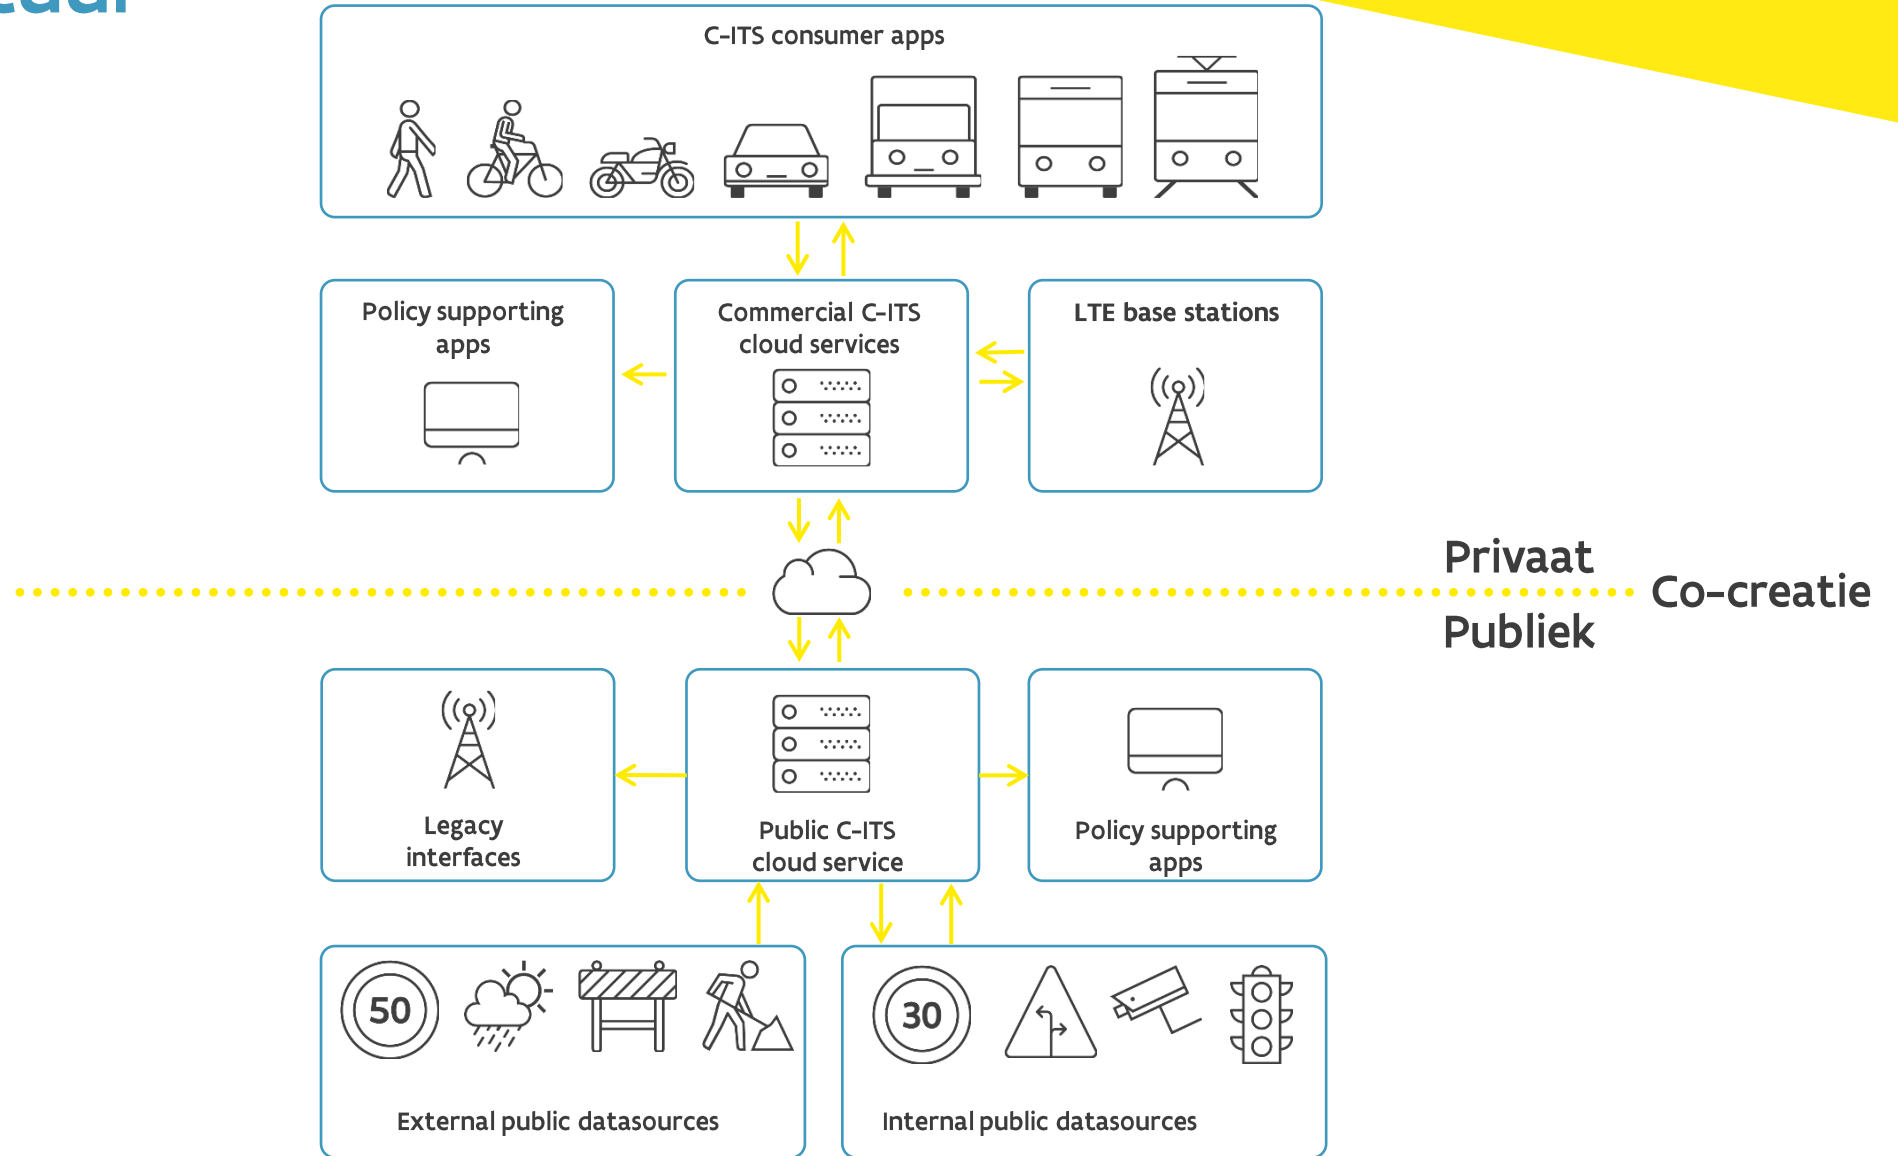 C-ITS consumer apps
Policy supporting
apps
Commercial C-ITS
cloud services
LTE base stations
Privaat
Co-creatie
Publiek
Legacy
interfaces
Public C-ITS
cloud service
Policy supporting
apps
50
30
External public datasources
Internal public datasources